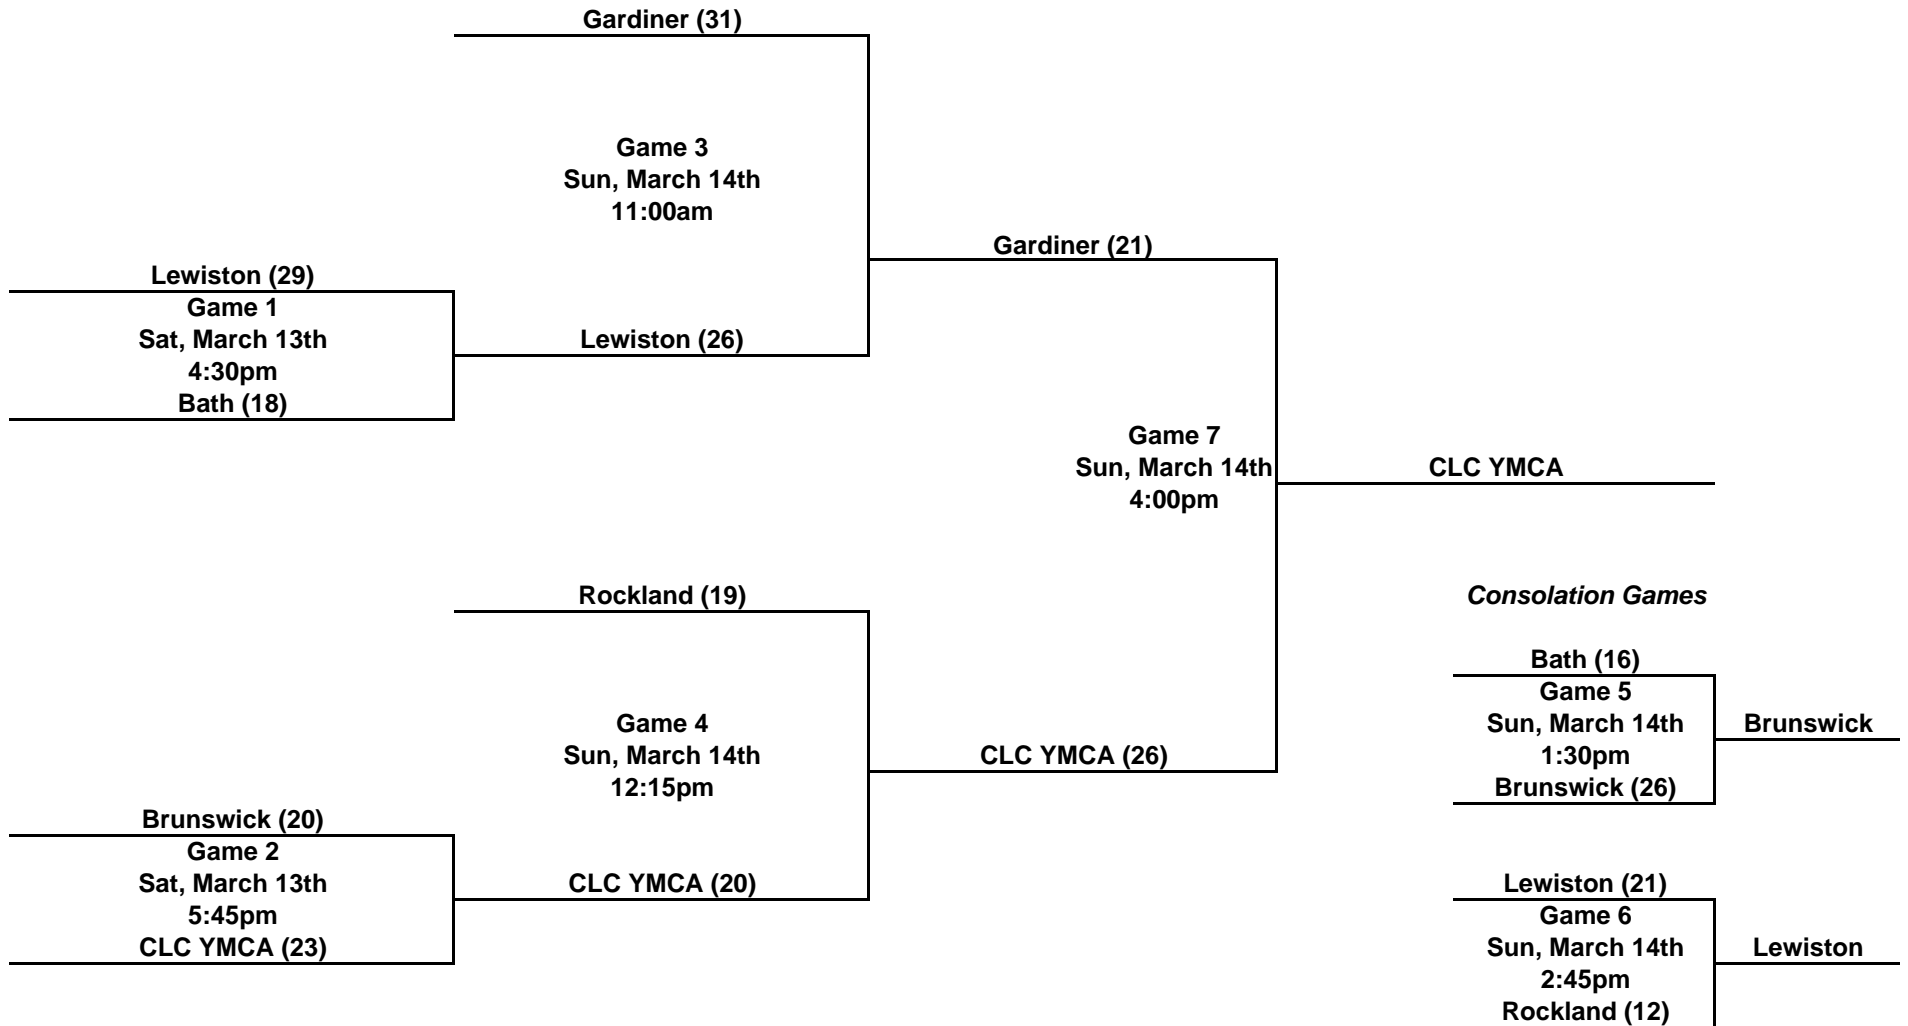 Gardiner (31)
Game 3
Sun, March 14th
11:00am
Gardiner (21)
Lewiston (29)
Game 1
Sat, March 13th
4:30pm
Bath (18)
Lewiston (26)
Game 7
Sun, March 14th
4:00pm
CLC YMCA
Rockland (19)
Game 4
Sun, March 14th
12:15pm
CLC YMCA (26)
Brunswick (20)
Game 2
Sat, March 13th
5:45pm
CLC YMCA (23)
CLC YMCA (20)
Consolation Games
Bath (16)
Game 5
Sun, March 14th
1:30pm
Brunswick (26)
Brunswick
Lewiston (21)
Game 6
Sun, March 14th
2:45pm
Rockland (12)
Lewiston